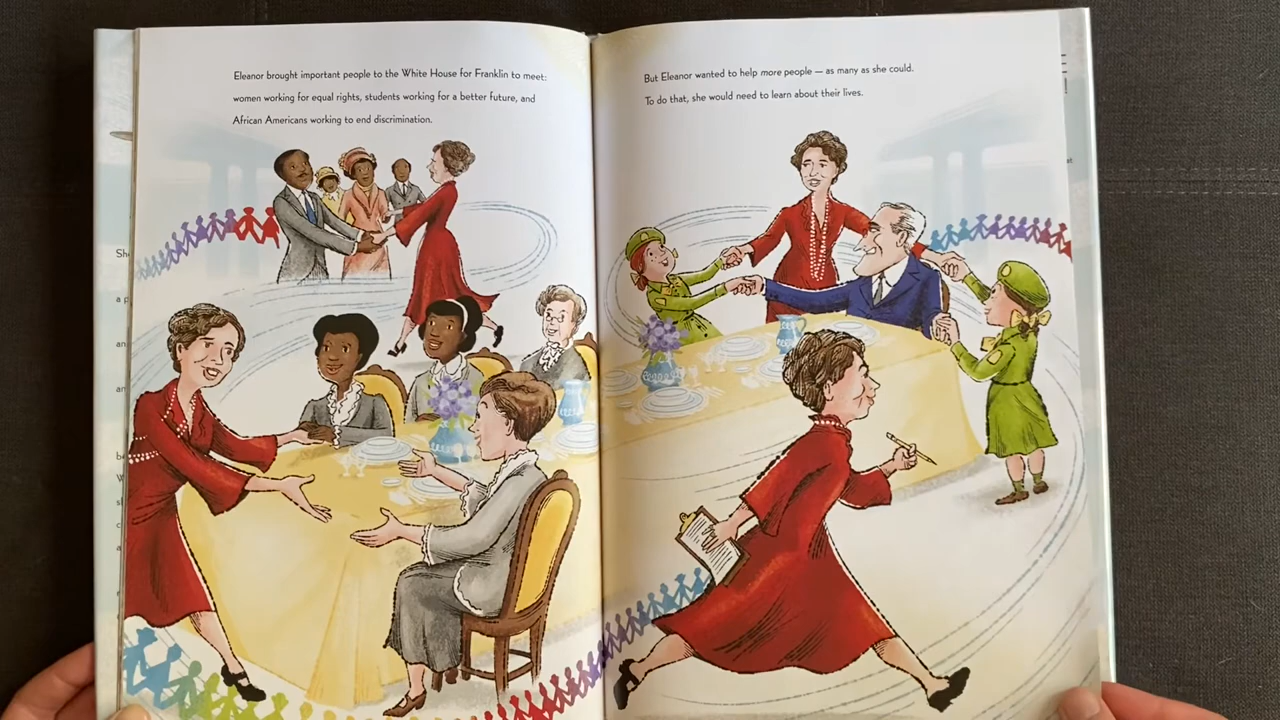 Eleanor brought important people to the White House for Franklin to meet:
women working for equal rights, students working for a better future, and
African Americans working to end discrimination.
But Eleanor wanted to help more people — as many as she could.
To do that, she would need to learn about their lives.